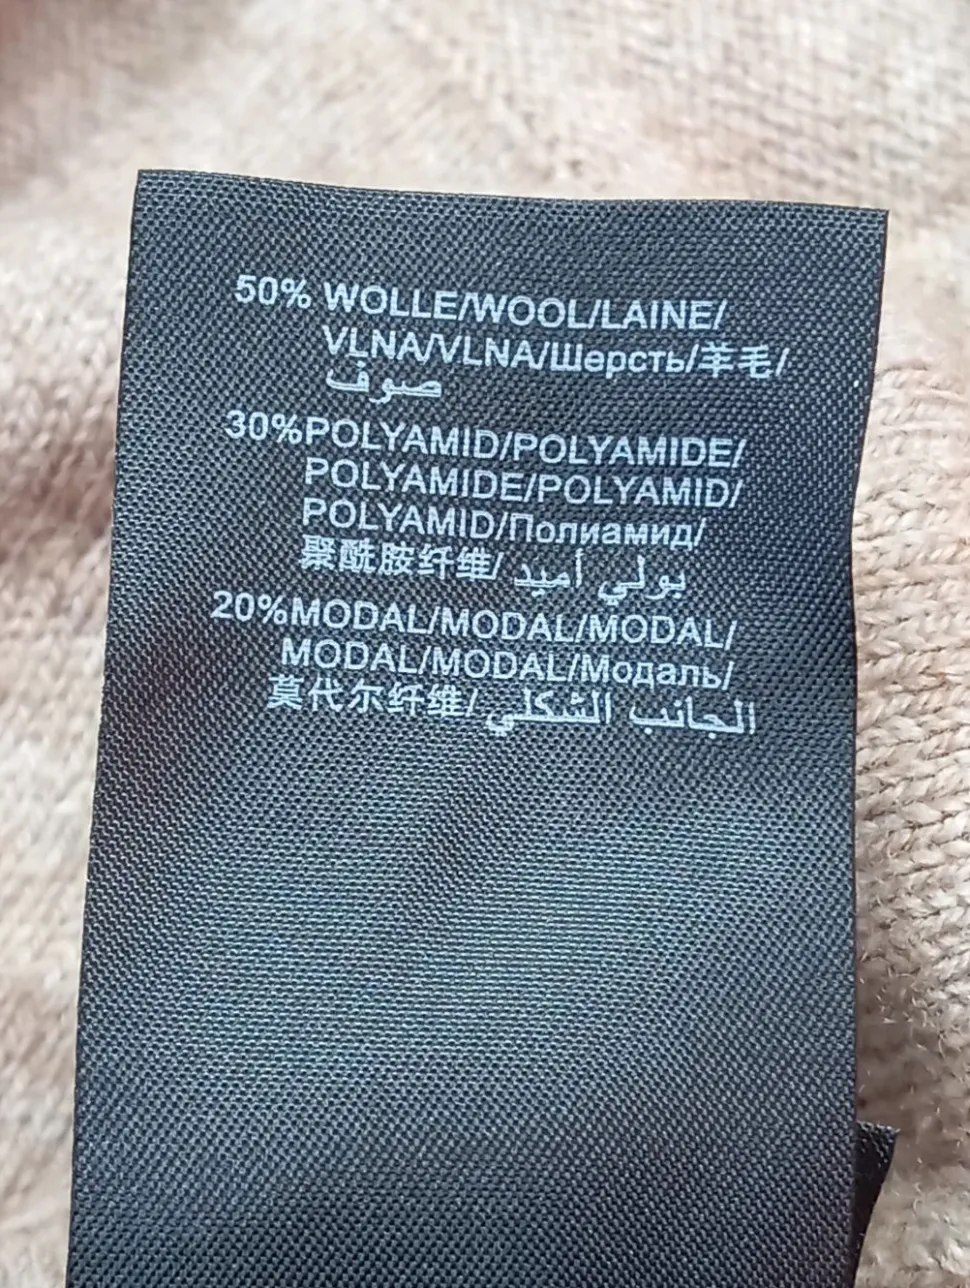 50% WOLLE/WOOL/LAINE/
VLNA/VLNA/Шерсть/羊毛/
صوف
30%POLYAMID/POLYAMIDE/
POLYAMIDE/POLYAMID/
POLYAMID/Полиамид/
聚酰胺纤维/ بولي أميد
20%MODAL/MODAL/MODAL/
MODAL/MODAL/Модаль/
莫代尔纤维/ الجانب الشكلي